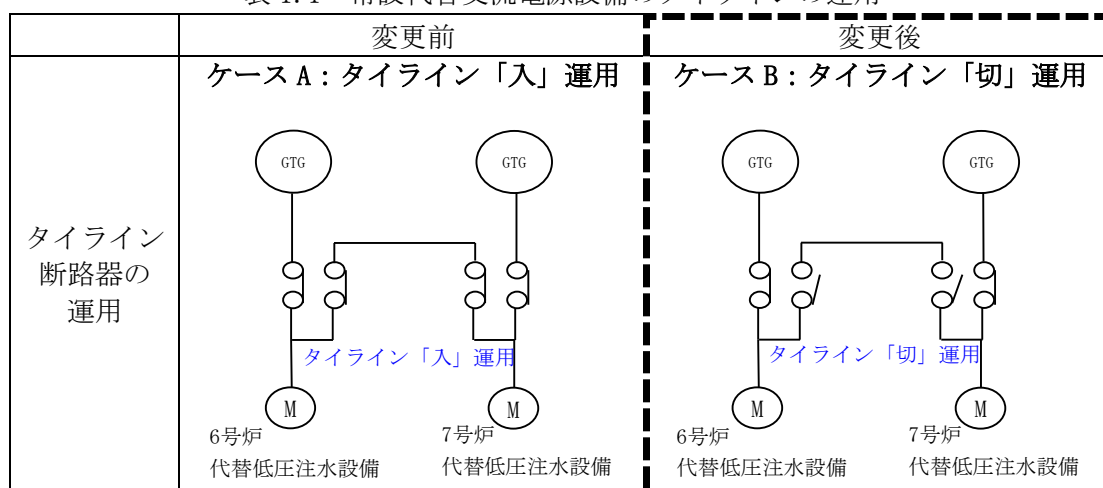 常設代替交流電源設備のタイラインの運用
変更前
変更後
タイライン
断路器の
運用
ケース A：タイライン「入」運用
GTG
GTG
タイライン「入」運用
M
M
6号炉
代替低圧注水設備
7号炉
代替低圧注水設備
ケース B：タイライン「切」運用
GTG
GTG
タイライン「切」運用
M
M
6号炉
代替低圧注水設備
7号炉
代替低圧注水設備